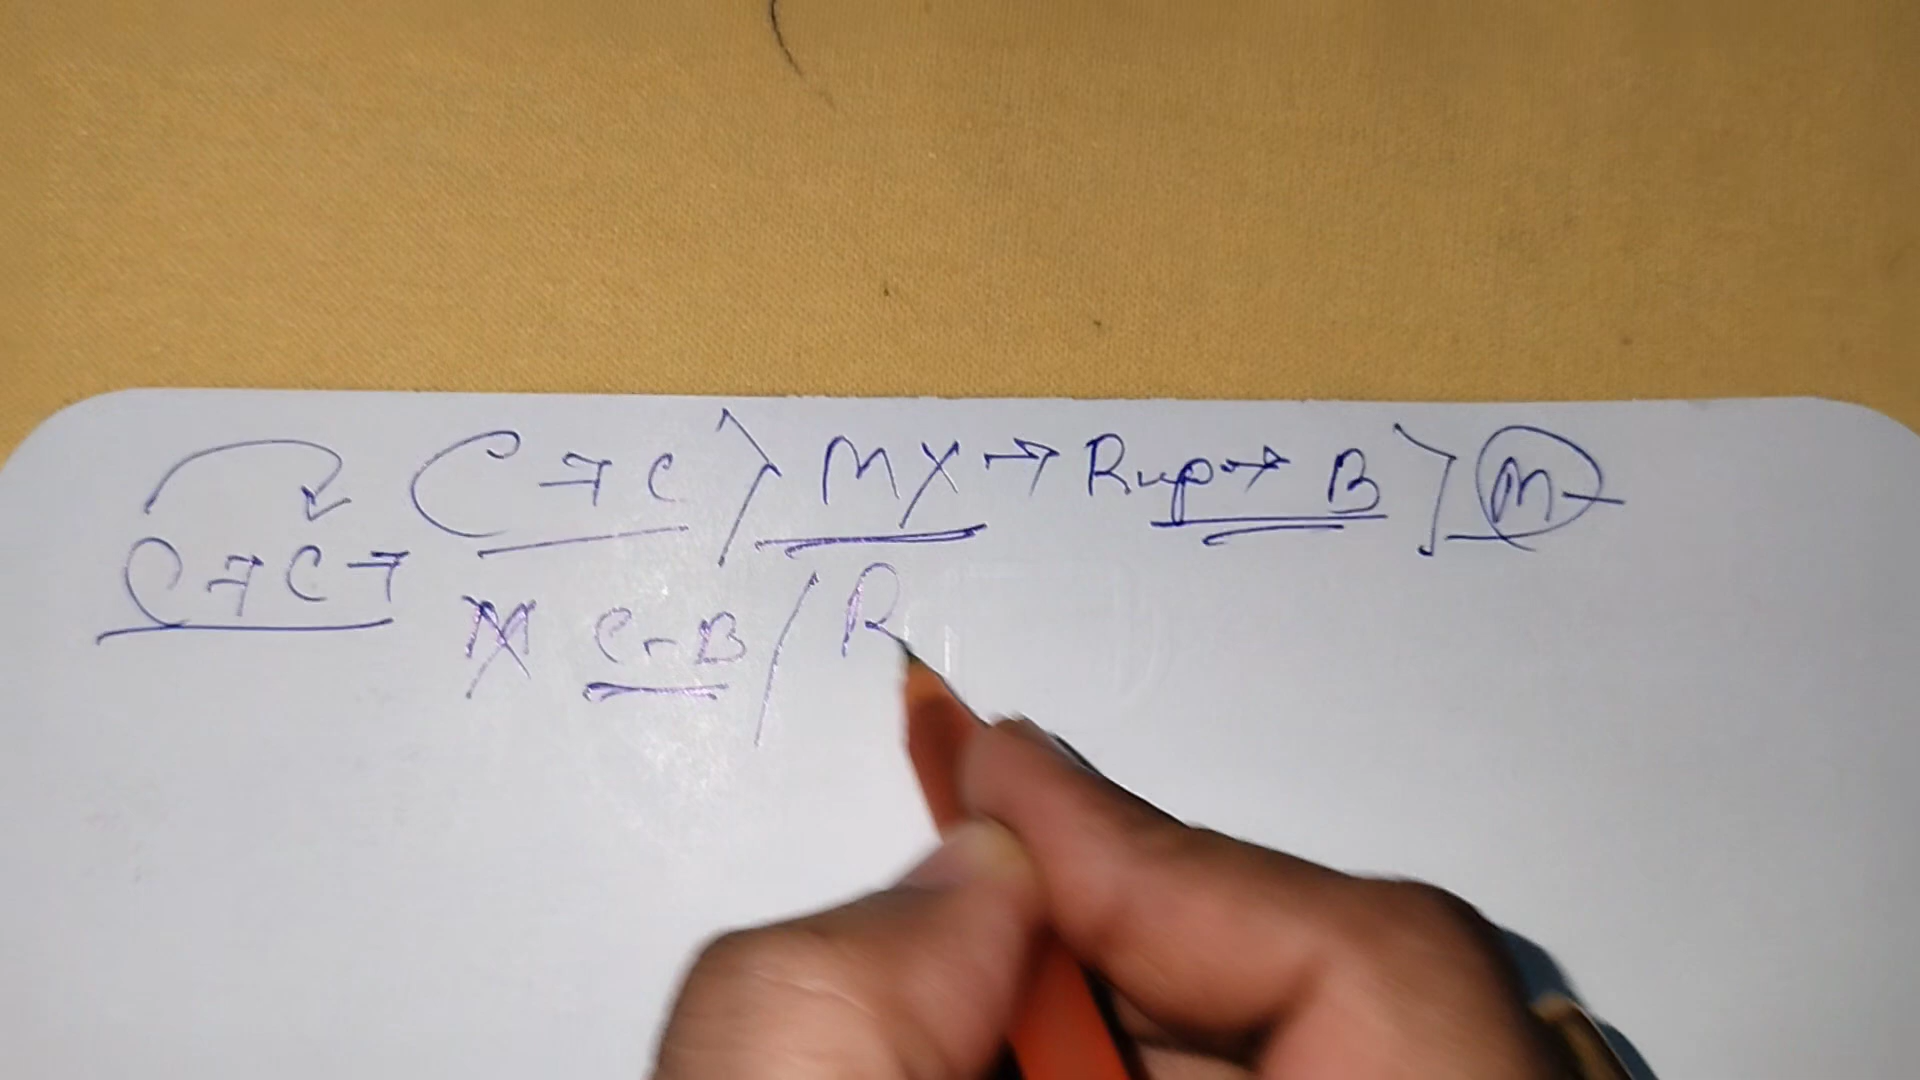 C → C > MX → Rup → B > M
C → C →
X C - B / R